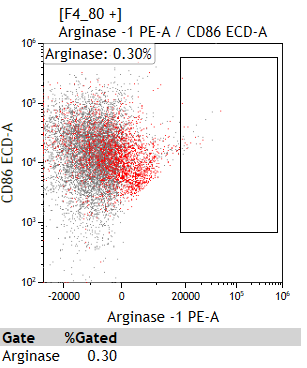 [F4_80 +]
Arginase -1 PE-A / CD86 ECD-A
Arginase: 0.30%
CD86 ECD-A
10⁶
10⁵
10⁴
10³
10²
-20000 0 20000 10⁵ 10⁶
Arginase -1 PE-A
Gate %Gated
Arginase 0.30